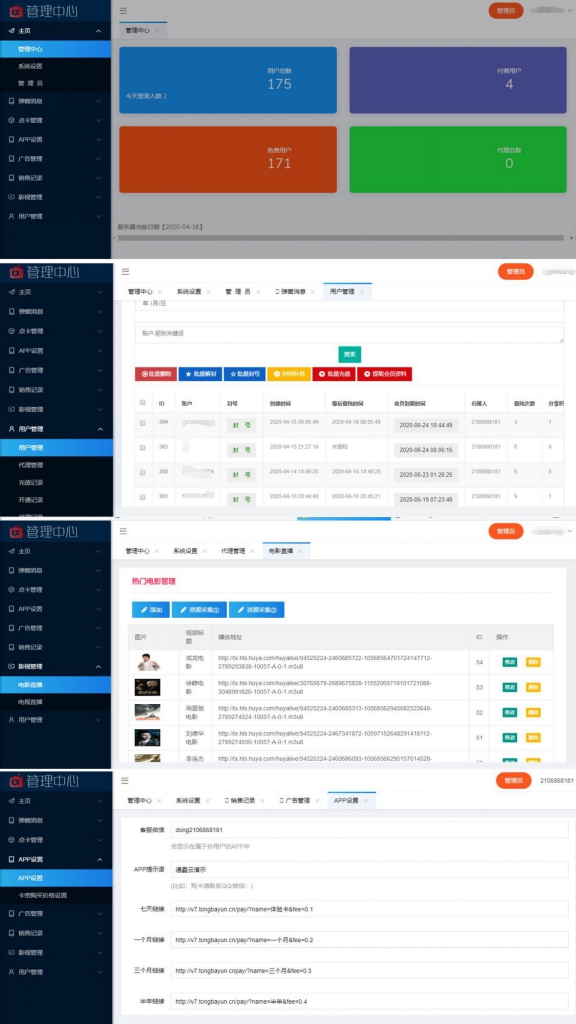 管理中心
主页
管理中心
系统设置
管 理 员
弹窗消息
点卡管理
APP设置
广告管理
销售记录
影视管理
用户管理
管理员
管理中心
用户总数
175
今天登录人数 2
付费用户
4
免费用户
171
代理总数
0
服务器当前日期【2020-04-16】
管理中心
主页
弹窗消息
点卡管理
APP设置
广告管理
销售记录
影视管理
用户管理
用户管理
代理管理
充值记录
开通记录
管理员
管理中心 系统设置 管 理 员 弹窗消息 用户管理
年 /月/日
账户,昵称关键词
搜索
批量删除 批量解封 批量封号 时间补偿 批量充值 提取会员资料
ID 账户 封号 创建时间 最后登陆时间 会员到期时间 归属人 登陆次数 分享积
304 封 号 2020-06-24 18:44:49 2106868181 3 1
303 封 号 2020-04-15 21:27:16 未登陆 2020-06-24 08:06:16 2106868181 0 0
302 封 号 2020-04-14 14:48:25 2020-04-14 14:48:25 2020-06-23 01:28:25 2106868181
301 封 号 2020-04-10 20:44:48 2020-04-10 20:45:21 2020-06-19 07:23:48 2106868181 9 1
管理中心
主页
弹窗消息
点卡管理
APP设置
广告管理
销售记录
影视管理
电影直播
电视直播
用户管理
管理员
管理中心 系统设置 代理管理 电影直播
热门电影管理
添加 资源采集① 资源采集②
图片 视频标题 播放地址 ID 操作
成龙电影 http://tx.hls.huya.com/huyalive/94525224-2460685722-10568564701724147712-2789253838-10057-A-0-1.m3u8 54 修改 删除
徐峥电影 http://tx.hls.huya.com/huyalive/30765679-2689675828-11552069718101721088-3048991626-10057-A-0-1.m3u8 53 修改 删除
周星驰电影 http://tx.hls.huya.com/huyalive/94525224-2460685313-10568562945082523648-2789274524-10057-A-0-1.m3u8 52 修改 删除
刘德华电影 http://tx.hls.huya.com/huyalive/94525224-2467341872-10597152648291418112-2789274550-10057-A-0-1.m3u8 51 修改 删除
李连杰 http://tx.hls.huya.com/huyalive/94525224-2460686093-10568566295157014528-
管理中心
主页
弹窗消息
点卡管理
APP设置
APP设置
卡密购买价格设置
广告管理
销售记录
影视管理
用户管理
管理员 2106868181
管理中心 系统设置 销售记录 广告管理 APP设置
客服微信 dong2106868181
会显示在属于你用户的APP中
APP提示语 通霸云演示
(比如：购卡请联系QQ/微信：)
七天链接 http://v7.tongbayun.cn/pay/?name=体验卡&fee=0.1
一个月链接 http://v7.tongbayun.cn/pay/?name=一个月&fee=0.2
三个月链接 http://v7.tongbayun.cnpay/?name=三个月&fee=0.3
半年链接 http://v7.tongbayun.cn/pay/?name=半年&fee=0.4